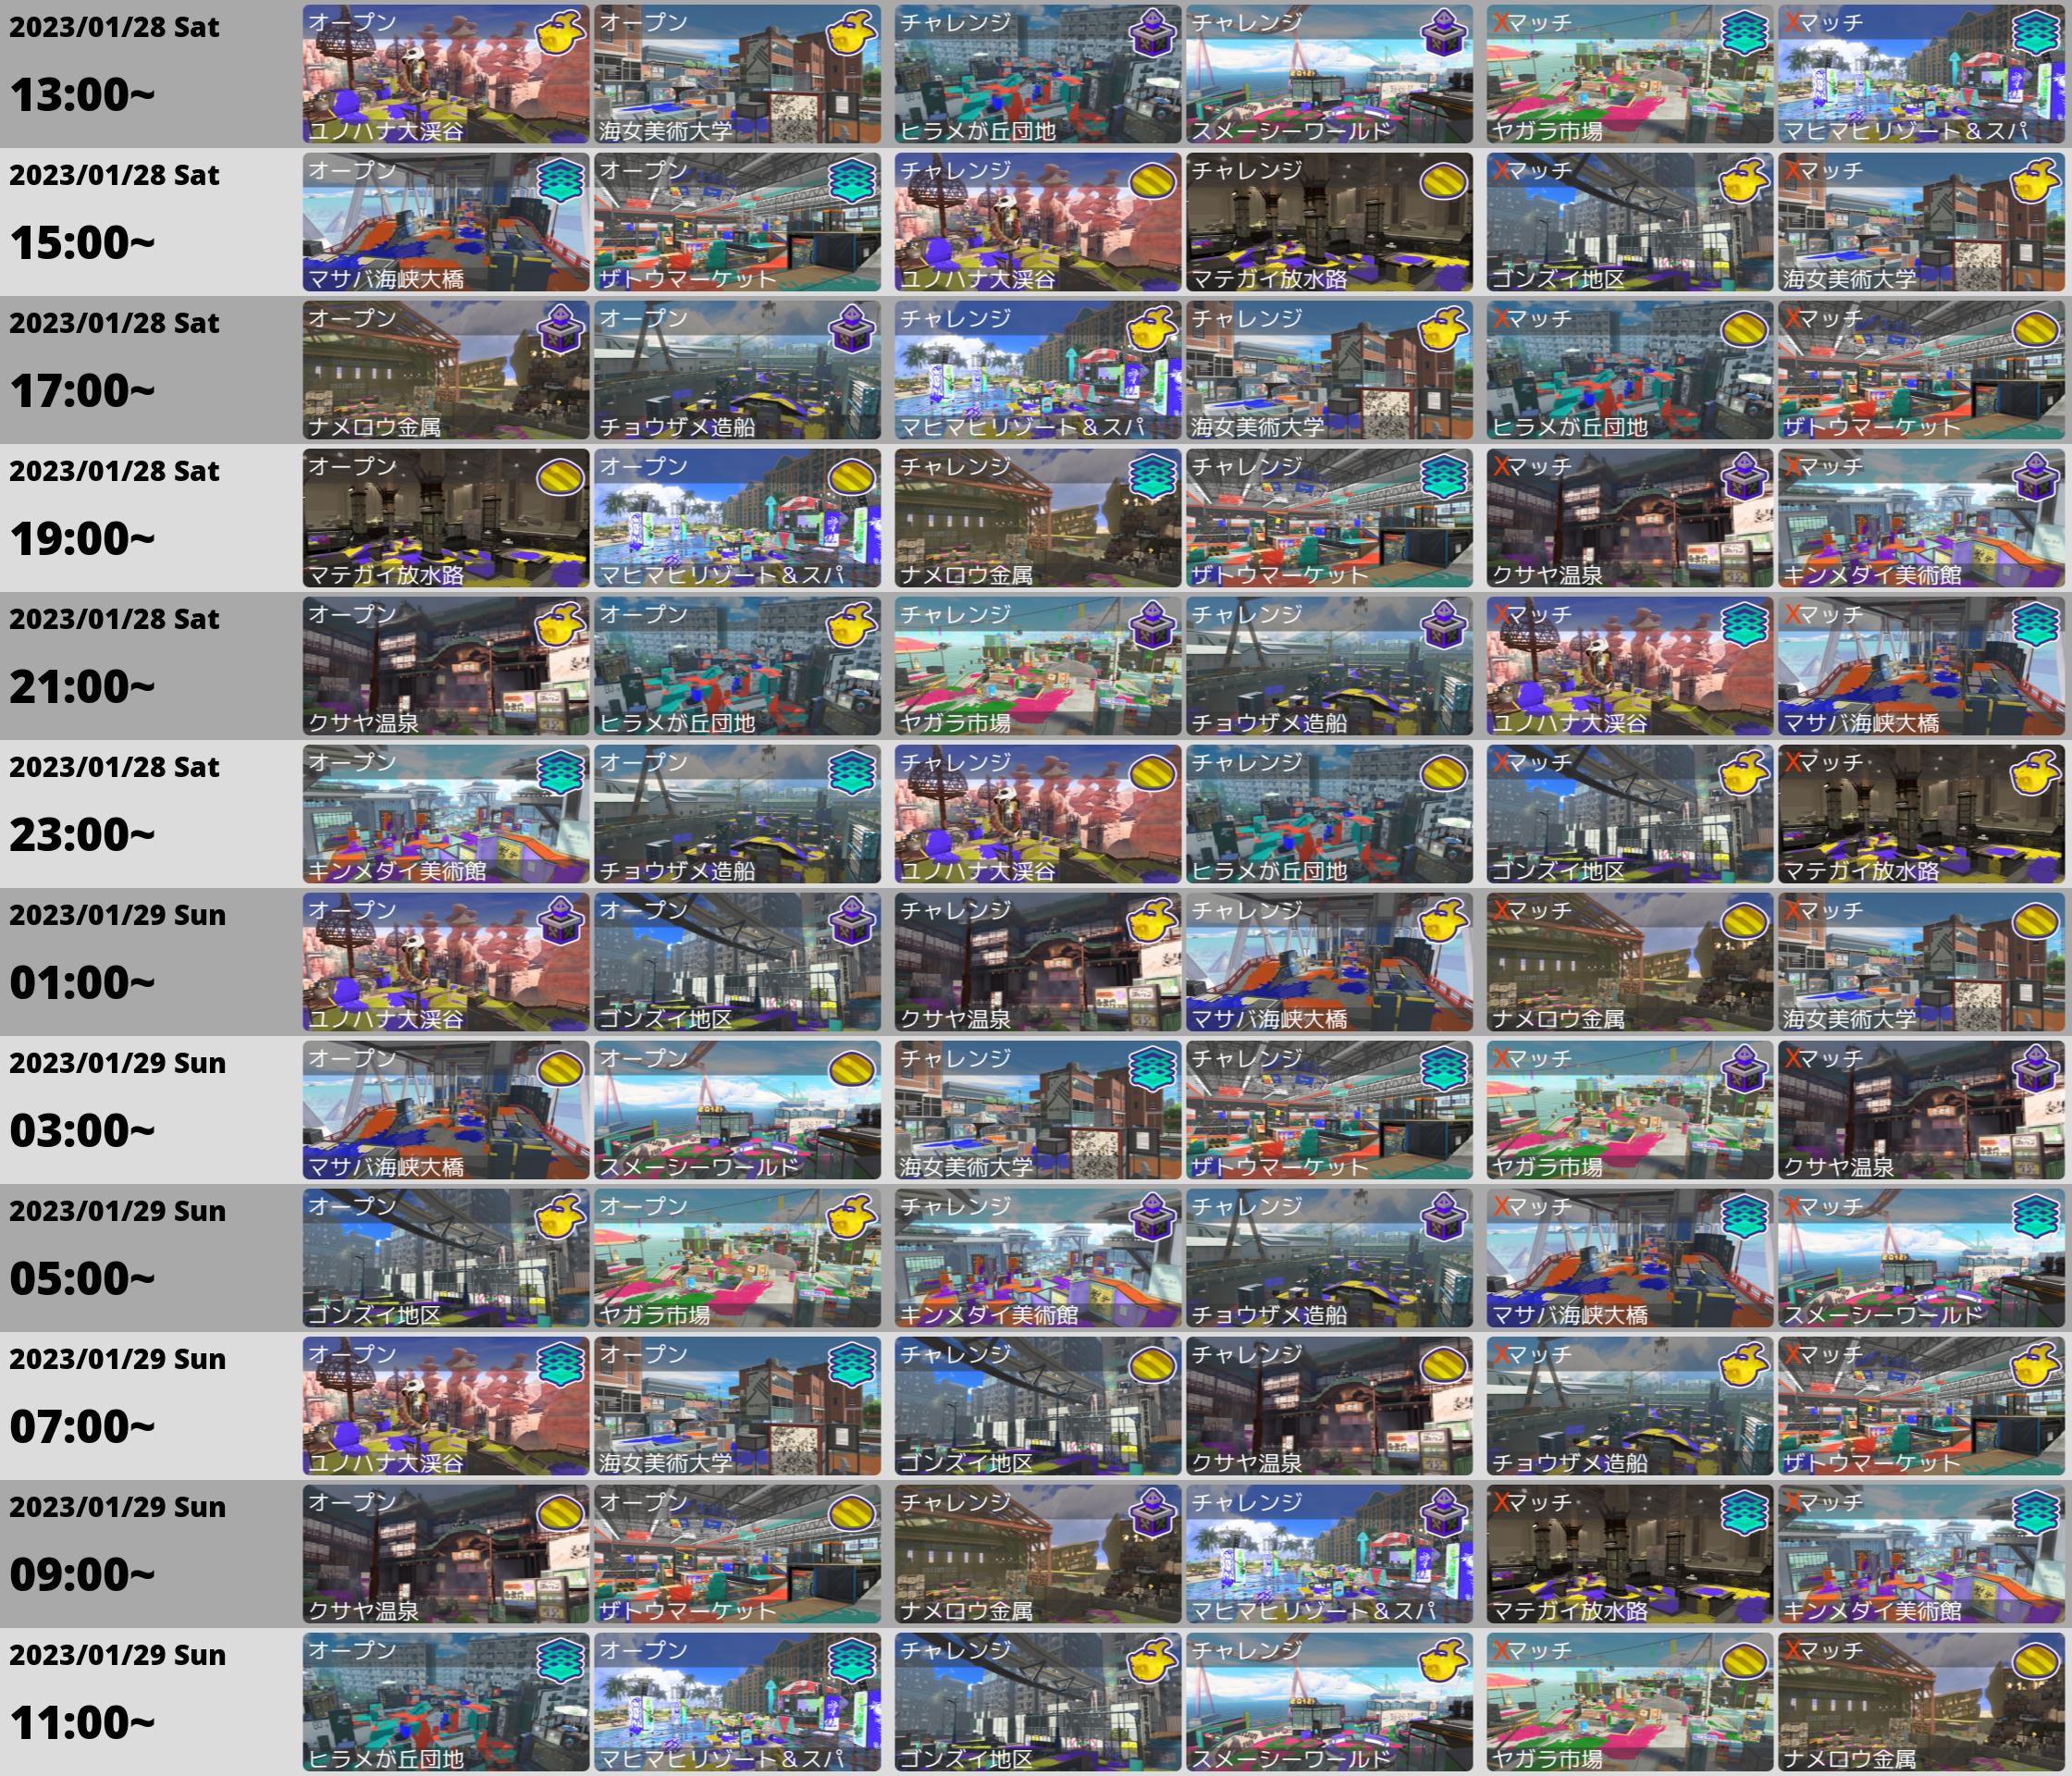 2023/01/28 Sat
13:00~
オープン オープン チャレンジ チャレンジ Xマッチ Xマッチ
ユノハナ大渓谷 海女美術大学 ヒラメが丘団地 スメーシーワールド ヤガラ市場 マヒマヒリゾート&スパ
2023/01/28 Sat
15:00~
オープン オープン チャレンジ チャレンジ Xマッチ Xマッチ
マサバ海峡大橋 ザトウマーケット ユノハナ大渓谷 マテガイ放水路 ゴンズイ地区 海女美術大学
2023/01/28 Sat
17:00~
オープン オープン チャレンジ チャレンジ Xマッチ Xマッチ
ナメロウ金属 チョウザメ造船 マヒマヒリゾート&スパ 海女美術大学 ヒラメが丘団地 ザトウマーケット
2023/01/28 Sat
19:00~
オープン オープン チャレンジ チャレンジ Xマッチ Xマッチ
マテガイ放水路 マヒマヒリゾート&スパ ナメロウ金属 ザトウマーケット クサヤ温泉 キンメダイ美術館
2023/01/28 Sat
21:00~
オープン オープン チャレンジ チャレンジ Xマッチ Xマッチ
クサヤ温泉 ヒラメが丘団地 ヤガラ市場 チョウザメ造船 ユノハナ大渓谷 マサバ海峡大橋
2023/01/28 Sat
23:00~
オープン オープン チャレンジ チャレンジ Xマッチ Xマッチ
キンメダイ美術館 チョウザメ造船 ユノハナ大渓谷 ヒラメが丘団地 ゴンズイ地区 マテガイ放水路
2023/01/29 Sun
01:00~
オープン オープン チャレンジ チャレンジ Xマッチ Xマッチ
ユノハナ大渓谷 ゴンズイ地区 クサヤ温泉 マサバ海峡大橋 ナメロウ金属 海女美術大学
2023/01/29 Sun
03:00~
オープン オープン チャレンジ チャレンジ Xマッチ Xマッチ
マサバ海峡大橋 スメーシーワールド 海女美術大学 ザトウマーケット ヤガラ市場 クサヤ温泉
2023/01/29 Sun
05:00~
オープン オープン チャレンジ チャレンジ Xマッチ Xマッチ
ゴンズイ地区 ヤガラ市場 キンメダイ美術館 チョウザメ造船 マサバ海峡大橋 スメーシーワールド
2023/01/29 Sun
07:00~
オープン オープン チャレンジ チャレンジ Xマッチ Xマッチ
ユノハナ大渓谷 海女美術大学 ゴンズイ地区 クサヤ温泉 チョウザメ造船 ザトウマーケット
2023/01/29 Sun
09:00~
オープン オープン チャレンジ チャレンジ Xマッチ Xマッチ
クサヤ温泉 ザトウマーケット ナメロウ金属 マヒマヒリゾート&スパ マテガイ放水路 キンメダイ美術館
2023/01/29 Sun
11:00~
オープン オープン チャレンジ チャレンジ Xマッチ Xマッチ
ヒラメが丘団地 マヒマヒリゾート&スパ ゴンズイ地区 スメーシーワールド ヤガラ市場 ナメロウ金属